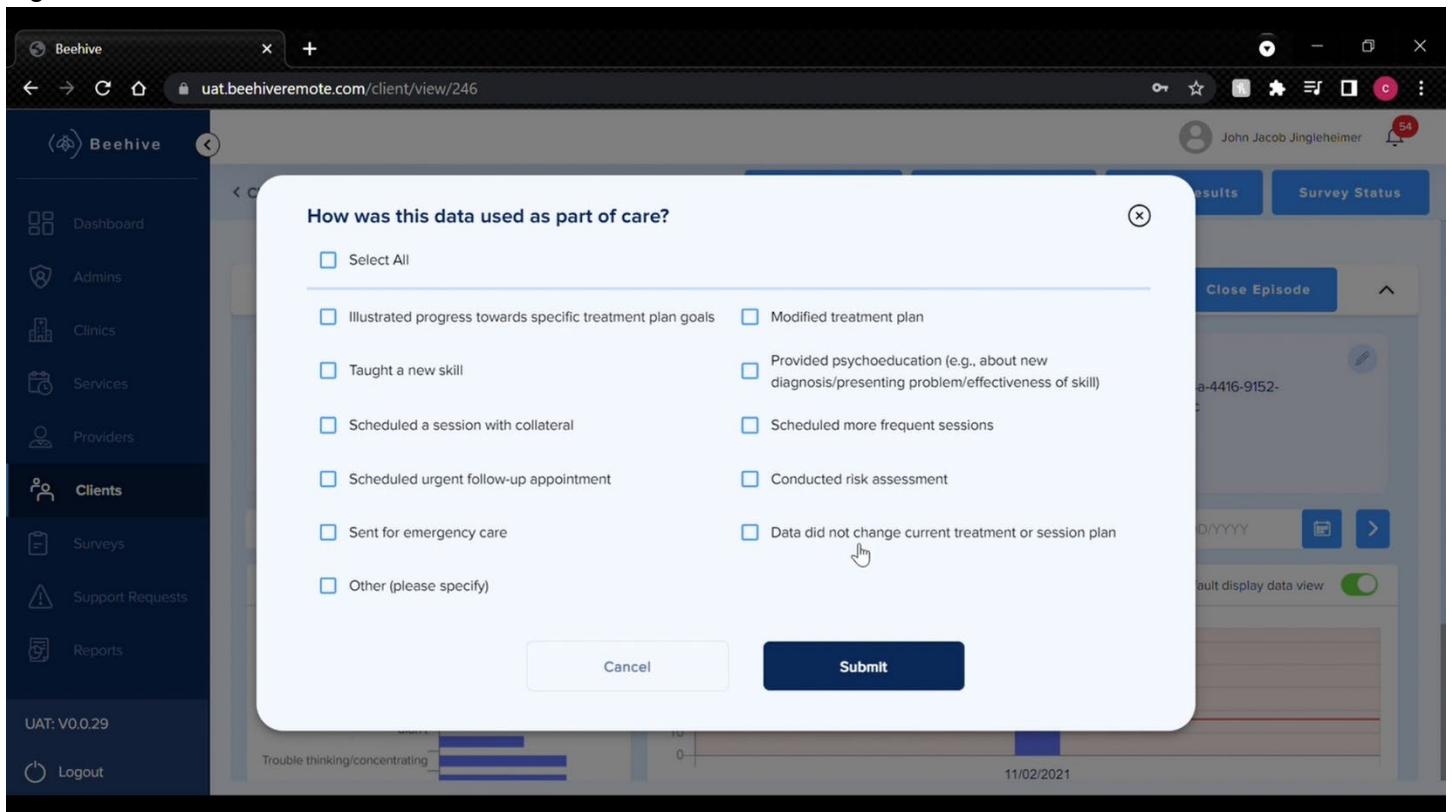 Beehive
uat.beehiveremote.com/client/view/246
C
Beehive
John Jacob Jingleheimer
54
< C
esults
Survey Status
Dashboard
Admins
Clinics
Services
Providers
Clients
Surveys
Support Requests
Reports
UAT: V0.0.29
Logout
How was this data used as part of care?
Select All
Illustrated progress towards specific treatment plan goals
Modified treatment plan
Taught a new skill
Provided psychoeducation (e.g., about new
diagnosis/presenting problem/effectiveness of skill)
Scheduled a session with collateral
Scheduled more frequent sessions
Scheduled urgent follow-up appointment
Conducted risk assessment
Sent for emergency care
Data did not change current treatment or session plan
Other (please specify)
Cancel
Submit
Close Episode
a-4416-9152-
D/YYYY
ault display data view
Trouble thinking/concentrating
10
0
11/02/2021